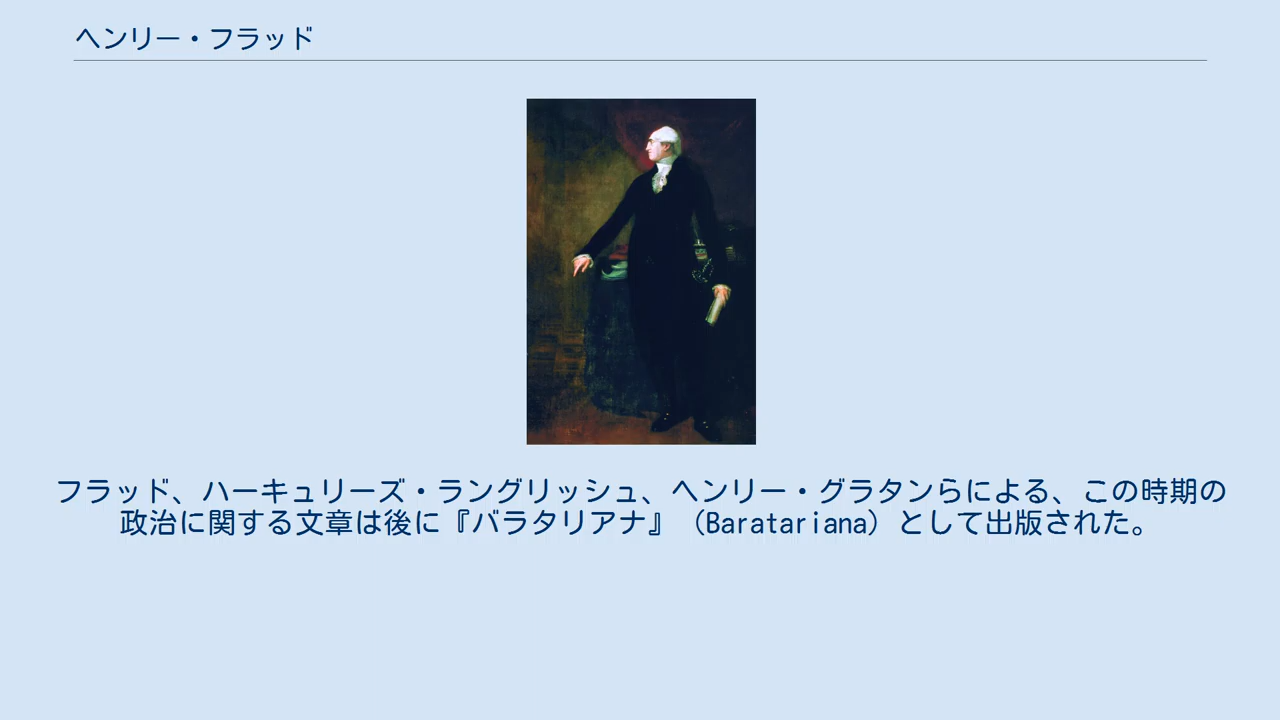 ヘンリー・フラッド
フラッド、ハーキュリーズ・ラングリッシュ、ヘンリー・グラタンらによる、この時期の
政治に関する文章は後に『バラタリアナ』（Baratariana）として出版された。